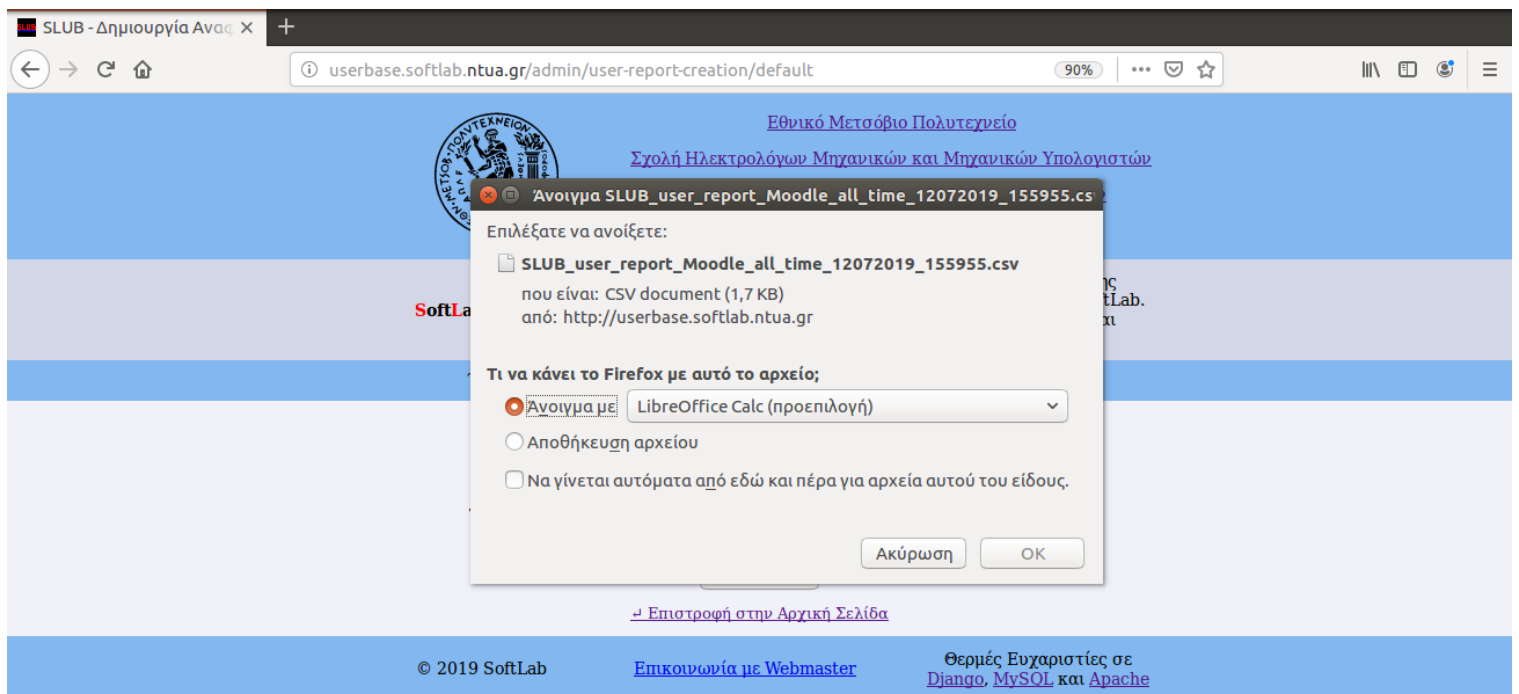 SLUB - Δημιουργία Ανα
userbase.softlab.ntua.gr/admin/user-report-creation/default
90%
Εθνικό Μετσόβιο Πολυτεχνείο
Σχολή Ηλεκτρολόγων Μηχανικών και Μηχανικών Υπολογιστών
Άνοιγμα SLUB_user_report_Moodle_all_time_12072019_155955.cs
Επιλέξατε να ανοίξετε:
SLUB_user_report_Moodle_all_time_12072019_155955.csv
που είναι: CSV document (1,7 KB)
από: http://userbase.softlab.ntua.gr
SoftLa
tLab.
Τι να κάνει το Firefox με αυτό το αρχείο;
Άνοιγμα με LibreOffice Calc (προεπιλογή)
Αποθήκευση αρχείου
Να γίνεται αυτόματα από εδώ και πέρα για αρχεία αυτού του είδους.
Ακύρωση OK
↵ Επιστροφή στην Αρχική Σελίδα
© 2019 SoftLab Επικοινωνία με Webmaster Θερμές Ευχαριστίες σε
Django, MySQL και Apache